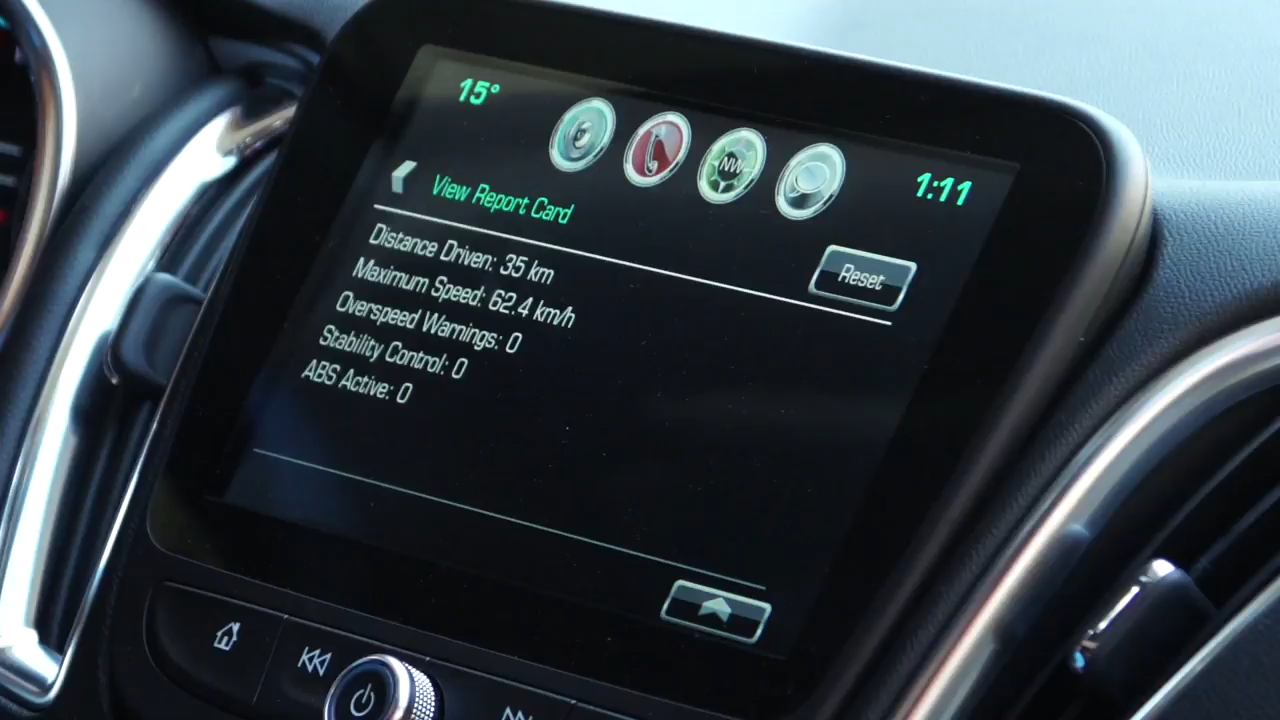 15°
NW
1:11
View Report Card
Reset
Distance Driven: 35 km
Maximum Speed: 62.4 km/h
Overspeed Warnings: 0
Stability Control: 0
ABS Active: 0